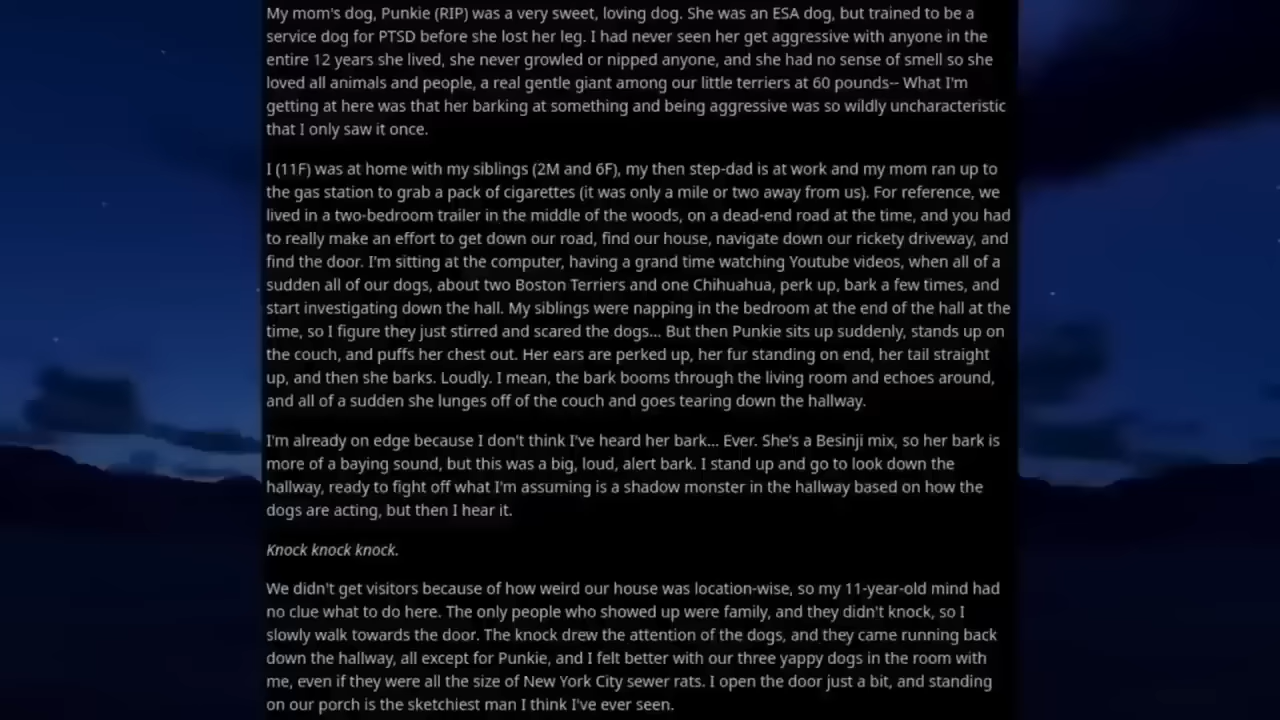 My mom's dog, Punkie (RIP) was a very sweet, loving dog. She was an ESA dog, but trained to be a
service dog for PTSD before she lost her leg. I had never seen her get aggressive with anyone in the
entire 12 years she lived, she never growled or nipped anyone, and she had no sense of smell so she
loved all animals and people, a real gentle giant among our little terriers at 60 pounds-- What I'm
getting at here was that her barking at something and being aggressive was so wildly uncharacteristic
that I only saw it once.
I (11F) was at home with my siblings (2M and 6F), my then step-dad is at work and my mom ran up to
the gas station to grab a pack of cigarettes (it was only a mile or two away from us). For reference, we
lived in a two-bedroom trailer in the middle of the woods, on a dead-end road at the time, and you had
to really make an effort to get down our road, find our house, navigate down our rickety driveway, and
find the door. I'm sitting at the computer, having a grand time watching Youtube videos, when all of a
sudden all of our dogs, about two Boston Terriers and one Chihuahua, perk up, bark a few times, and
start investigating down the hall. My siblings were napping in the bedroom at the end of the hall at the
time, so I figure they just stirred and scared the dogs... But then Punkie sits up suddenly, stands up on
the couch, and puffs her chest out. Her ears are perked up, her fur standing on end, her tail straight
up, and then she barks. Loudly. I mean, the bark booms through the living room and echoes around,
and all of a sudden she lunges off of the couch and goes tearing down the hallway.
I'm already on edge because I don't think I've heard her bark... Ever. She's a Besinji mix, so her bark is
more of a baying sound, but this was a big, loud, alert bark. I stand up and go to look down the
hallway, ready to fight off what I'm assuming is a shadow monster in the hallway based on how the
dogs are acting, but then I hear it.
Knock knock knock.
We didn't get visitors because of how weird our house was location-wise, so my 11-year-old mind had
no clue what to do here. The only people who showed up were family, and they didn't knock, so I
slowly walk towards the door. The knock drew the attention of the dogs, and they came running back
down the hallway, all except for Punkie, and I felt better with our three yappy dogs in the room with
me, even if they were all the size of New York City sewer rats. I open the door just a bit, and standing
on our porch is the sketchiest man I think I've ever seen.